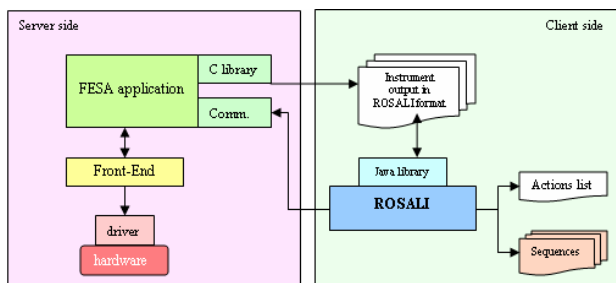 Server side
Client side
C library
FESA application
Comm.
Instrument
output in
ROSALI format
Front-End
Java library
ROSALI
Actions list
driver
hardware
Sequences